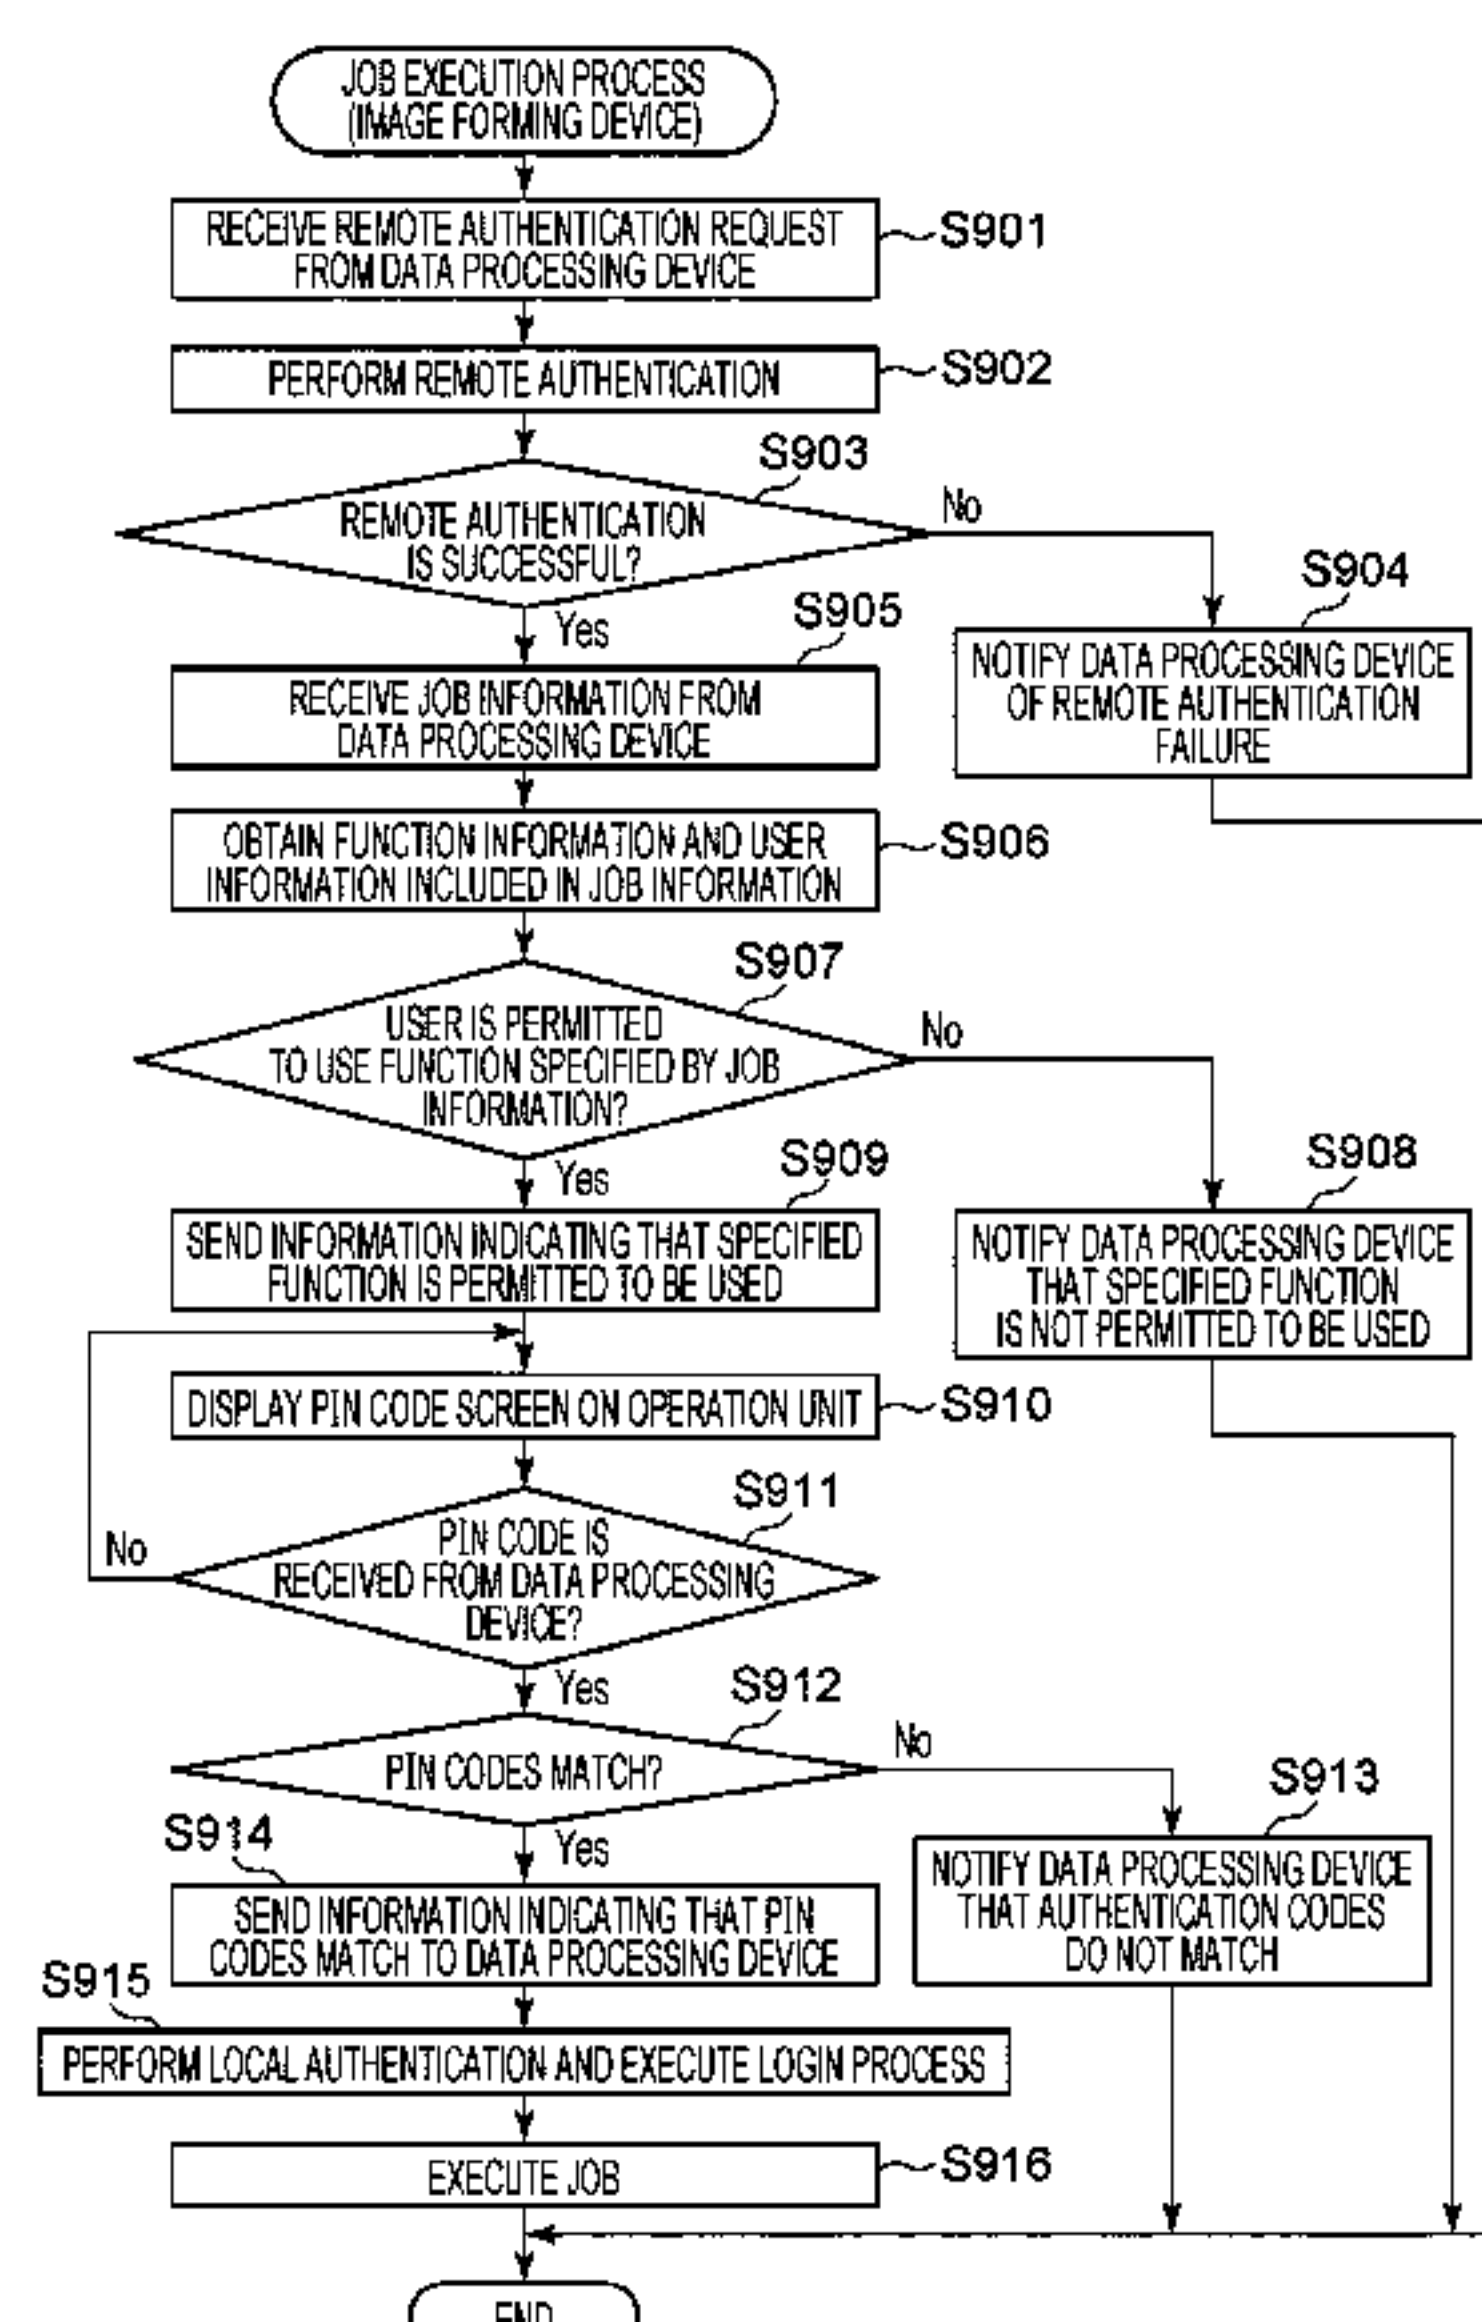 JOB EXECUTION PROCESS
(IMAGE FORMING DEVICE)
RECEIVE REMOTE AUTHENTICATION REQUEST
FROM DATA PROCESSING DEVICE
S901
PERFORM REMOTE AUTHENTICATION
S902
S903
REMOTE AUTHENTICATION
IS SUCCESSFUL?
No
Yes
S904
NOTIFY DATA PROCESSING DEVICE
OF REMOTE AUTHENTICATION
FAILURE
S905
RECEIVE JOB INFORMATION FROM
DATA PROCESSING DEVICE
OBTAIN FUNCTION INFORMATION AND USER
INFORMATION INCLUDED IN JOB INFORMATION
S906
S907
USER IS PERMITTED
TO USE FUNCTION SPECIFIED BY JOB
INFORMATION?
No
Yes
S908
NOTIFY DATA PROCESSING DEVICE
THAT SPECIFIED FUNCTION
IS NOT PERMITTED TO BE USED
S909
SEND INFORMATION INDICATING THAT SPECIFIED
FUNCTION IS PERMITTED TO BE USED
DISPLAY PIN CODE SCREEN ON OPERATION UNIT
S910
S911
PIN CODE IS
RECEIVED FROM DATA PROCESSING
DEVICE?
No
Yes
S912
PIN CODES MATCH?
No
Yes
S913
NOTIFY DATA PROCESSING DEVICE
THAT AUTHENTICATION CODES
DO NOT MATCH
S914
SEND INFORMATION INDICATING THAT PIN
CODES MATCH TO DATA PROCESSING DEVICE
S915
PERFORM LOCAL AUTHENTICATION AND EXECUTE LOGIN PROCESS
EXECUTE JOB
S916
END